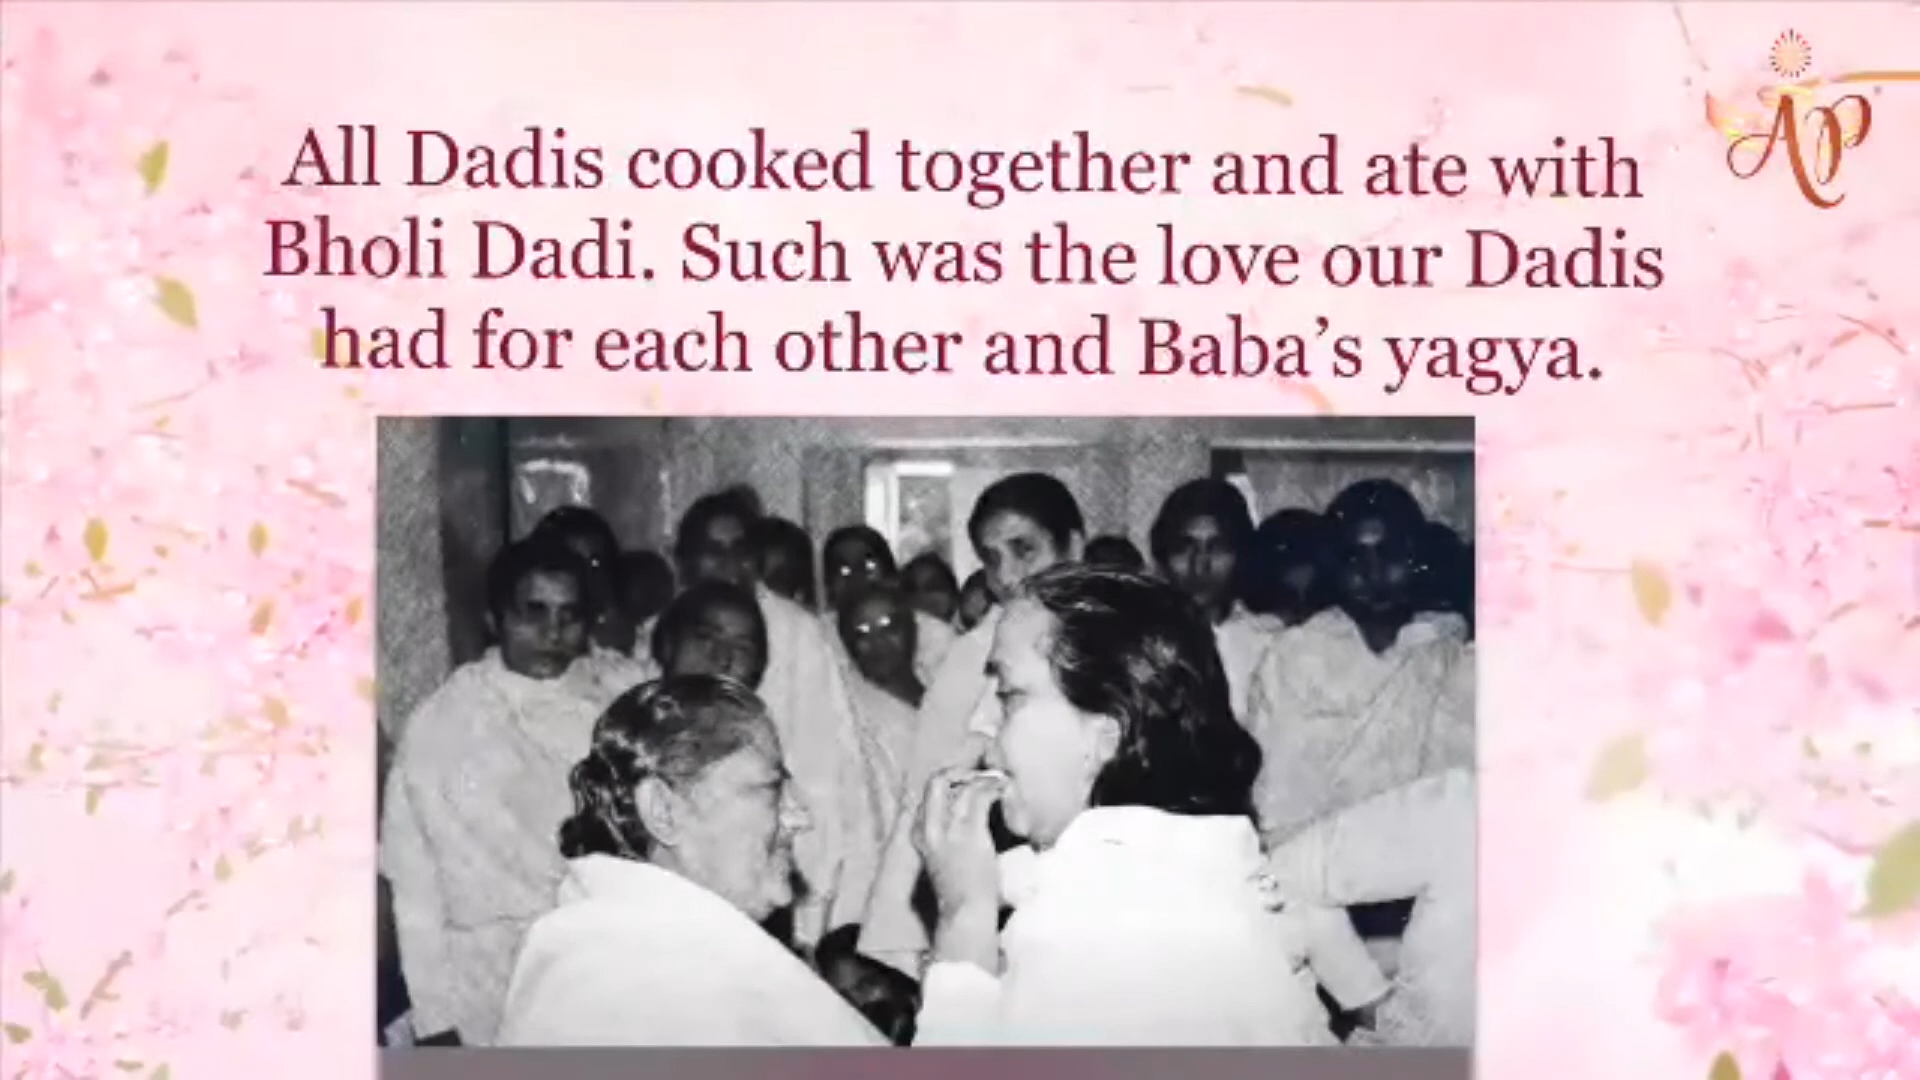 All Dadis cooked together and ate with
Bholi Dadi. Such was the love our Dadis
had for each other and Baba’s yagya.
AP